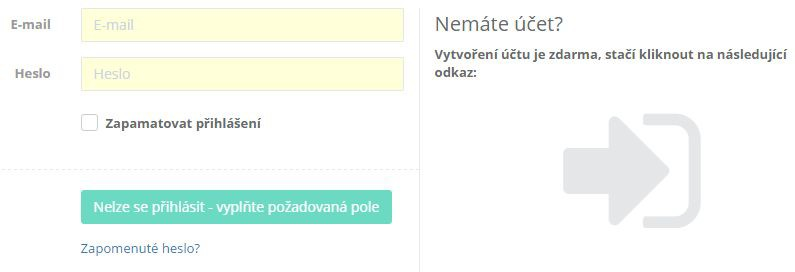 E-mail
E-mail
Heslo
Heslo
Zapamatovat přihlášení
Nelze se přihlásit - vyplňte požadovaná pole
Zapomenuté heslo?
Nemáte účet?
Vytvoření účtu je zdarma, stačí kliknout na následující
odkaz: